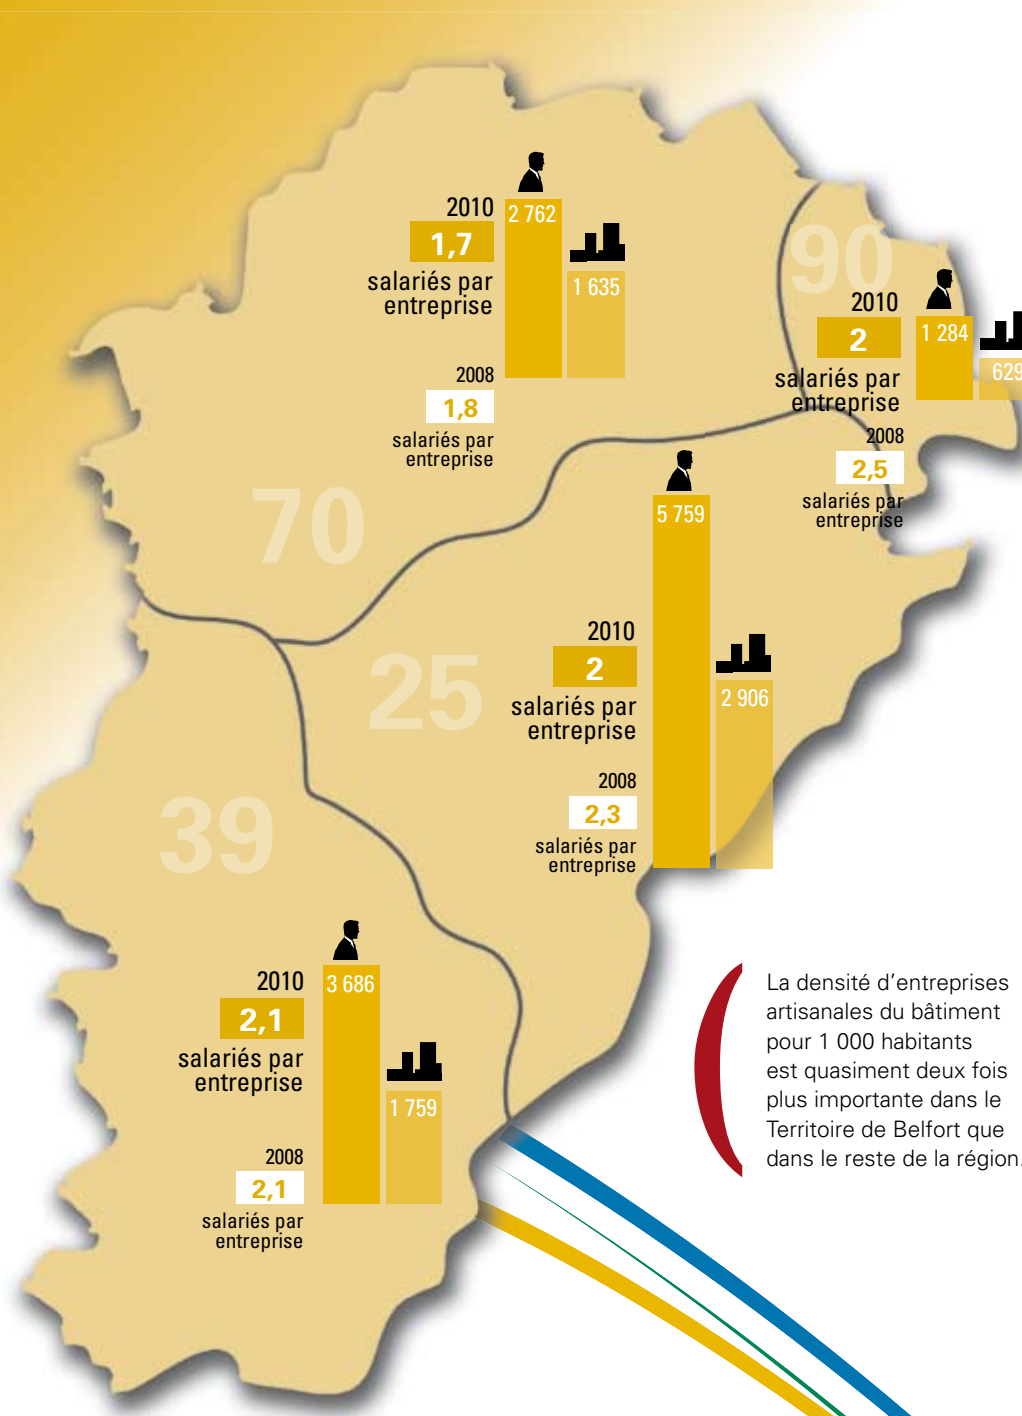 2010
2 762
1,7
salariés par
entreprise
1 635
2008
1,8
salariés par
entreprise
70
90
2010
1 284
2
629
salariés par
entreprise
2008
2,5
salariés par
entreprise
25
5 759
2010
2
salariés par
entreprise
2 906
2008
2,3
salariés par
entreprise
39
2010
3 686
2,1
salariés par
entreprise
1 759
2008
2,1
salariés par
entreprise
La densité d’entreprises
artisanales du bâtiment
pour 1 000 habitants
est quasiment deux fois
plus importante dans le
Territoire de Belfort que
dans le reste de la région.